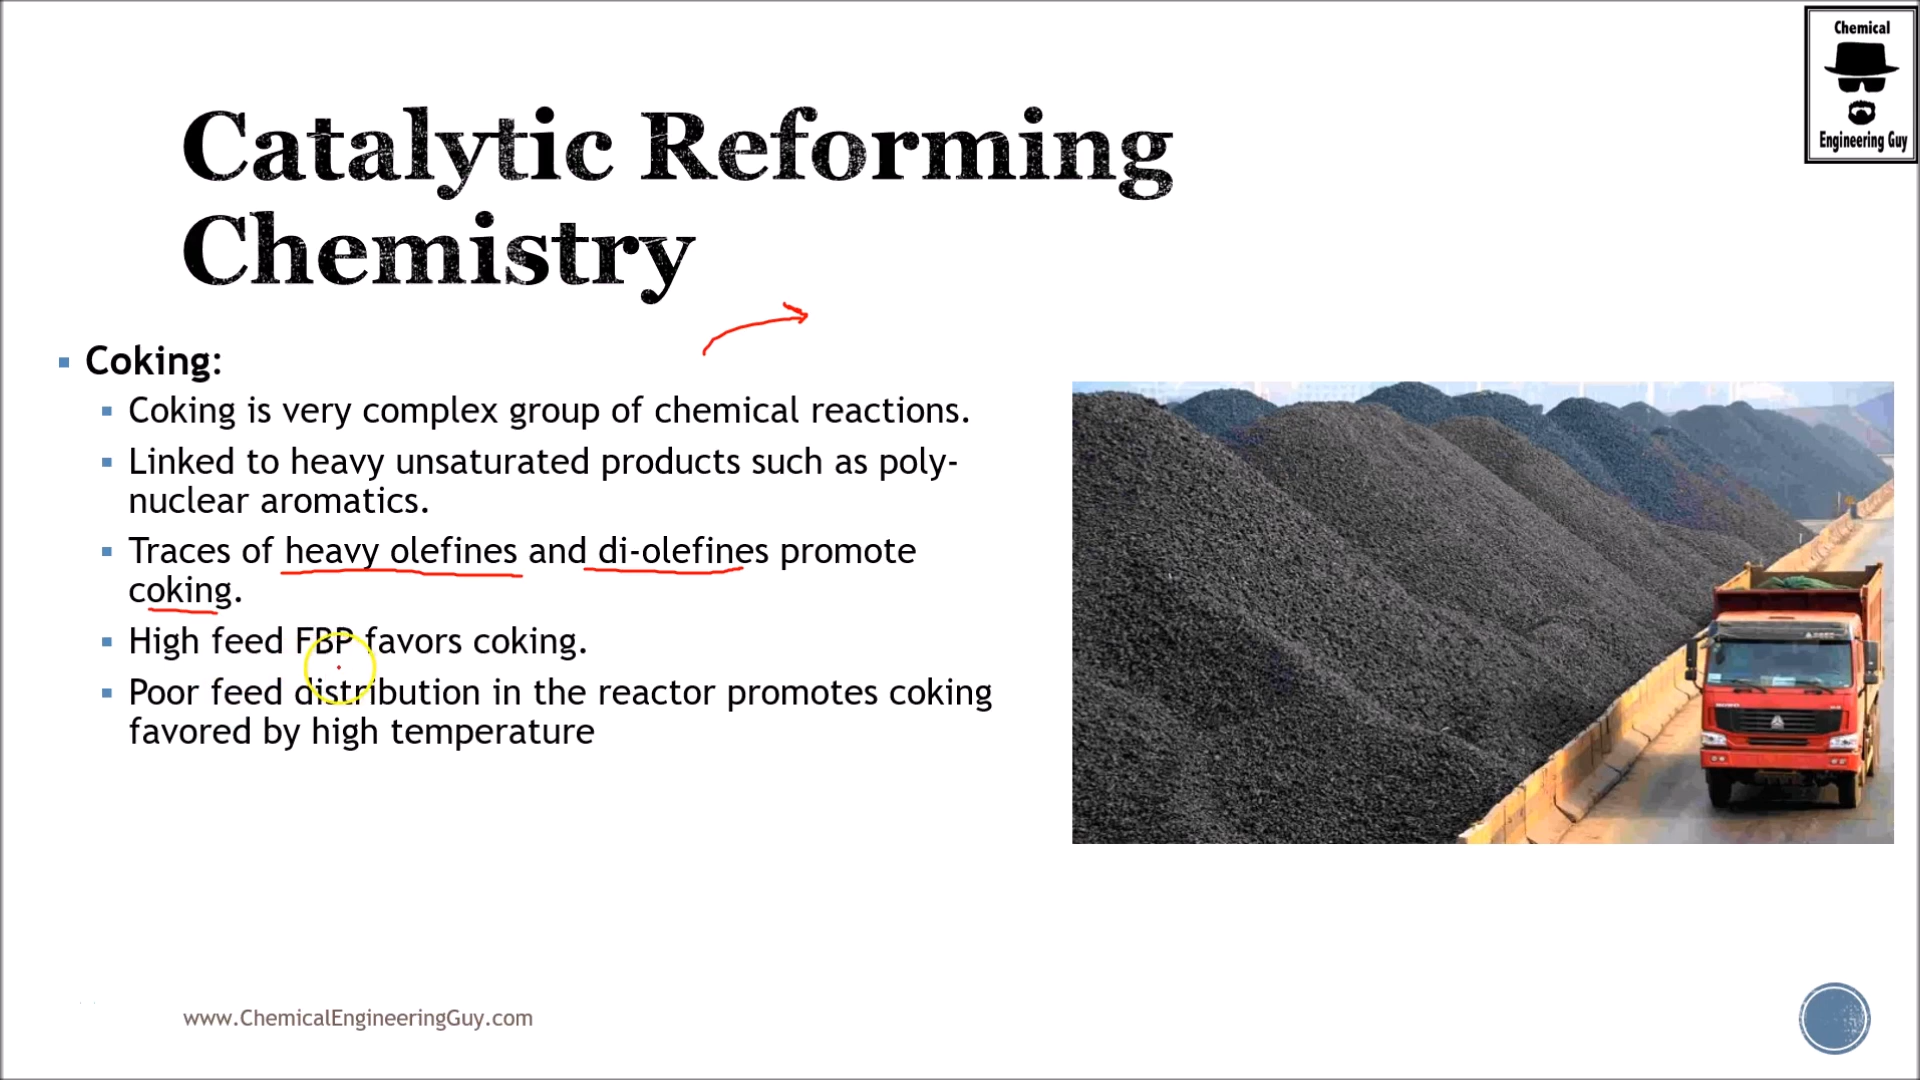 Chemical
Engineering Guy
Catalytic Reforming
Chemistry
Coking:
Coking is very complex group of chemical reactions.
Linked to heavy unsaturated products such as poly-
nuclear aromatics.
Traces of heavy olefines and di-olefines promote
coking.
High feed FBP favors coking.
Poor feed distribution in the reactor promotes coking
favored by high temperature
www.ChemicalEngineeringGuy.com